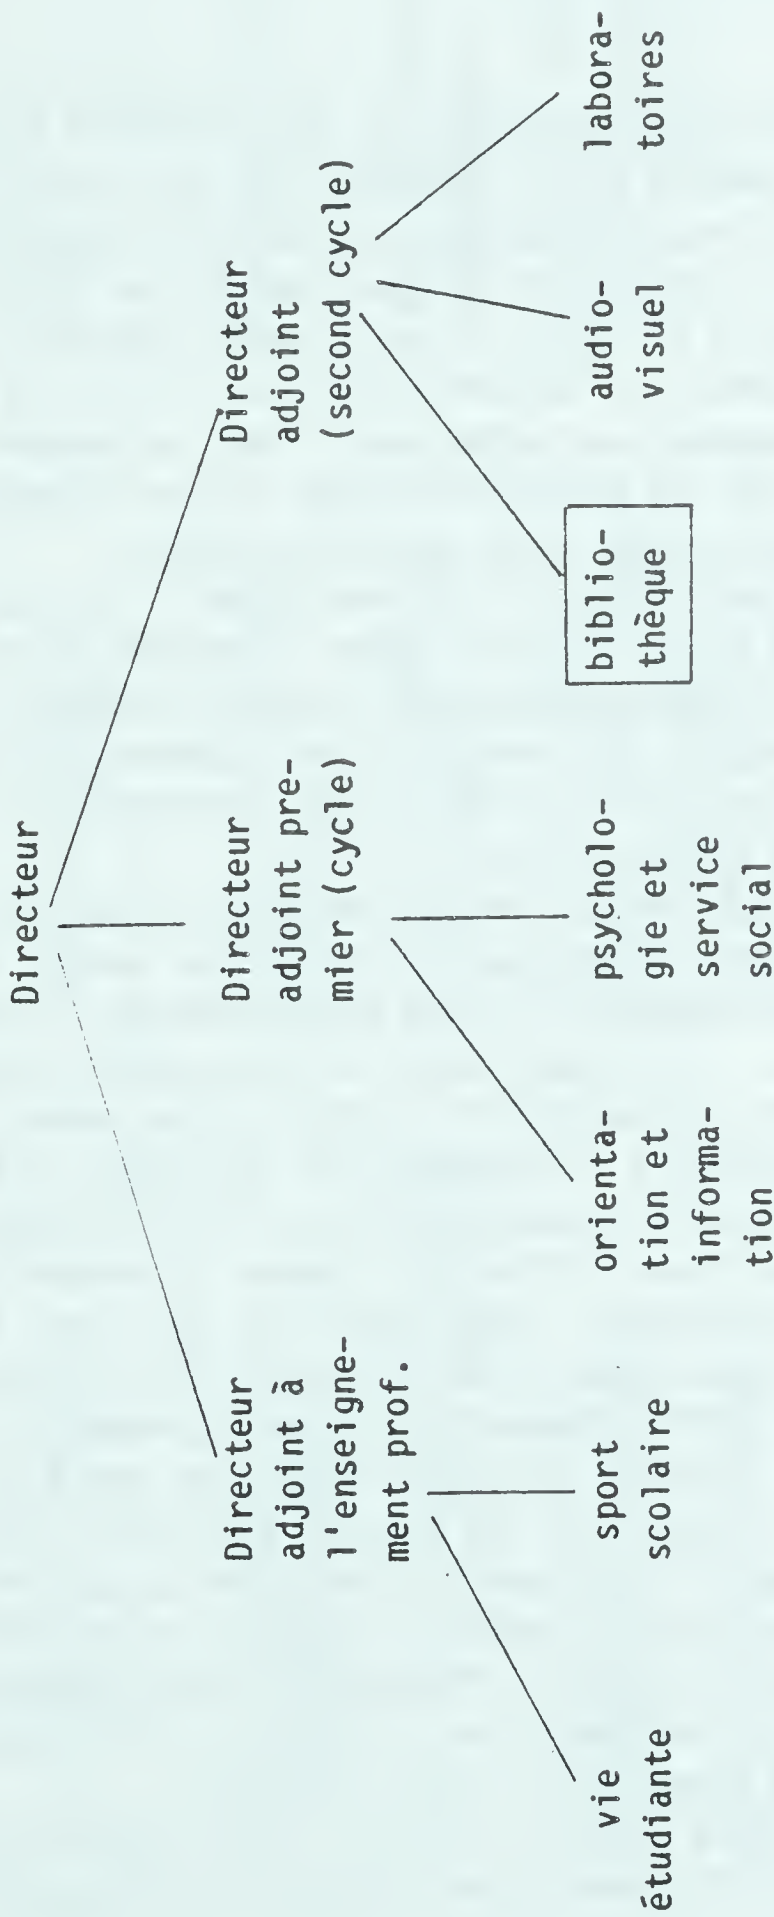 Directeur
Directeur
adjoint à
l'enseigne-
ment prof.
Directeur
adjoint pre-
mier (cycle)
Directeur
adjoint
(second cycle)
vie
étudiante
sport
scolaire
orienta-
tion et
informa-
tion
psycholo-
gie et
service
social
biblio-
thèque
audio-
visuel
labora-
toires